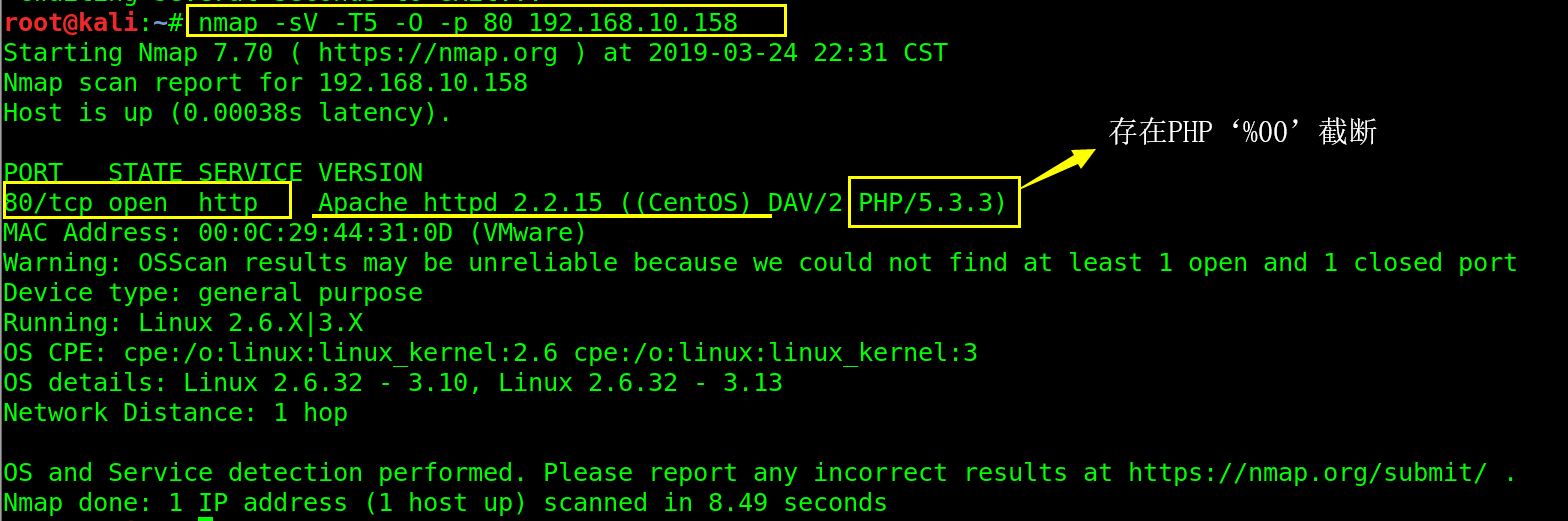 root@kali:~# nmap -sV -T5 -O -p 80 192.168.10.158
Starting Nmap 7.70 ( https://nmap.org ) at 2019-03-24 22:31 CST
Nmap scan report for 192.168.10.158
Host is up (0.00038s latency).
存在PHP‘%00’截断
PORT   STATE SERVICE VERSION
80/tcp open  http    Apache httpd 2.2.15 ((CentOS) DAV/2 PHP/5.3.3)
MAC Address: 00:0C:29:44:31:0D (VMware)
Warning: OSScan results may be unreliable because we could not find at least 1 open and 1 closed port
Device type: general purpose
Running: Linux 2.6.X|3.X
OS CPE: cpe:/o:linux:linux_kernel:2.6 cpe:/o:linux:linux_kernel:3
OS details: Linux 2.6.32 - 3.10, Linux 2.6.32 - 3.13
Network Distance: 1 hop
OS and Service detection performed. Please report any incorrect results at https://nmap.org/submit/ .
Nmap done: 1 IP address (1 host up) scanned in 8.49 seconds